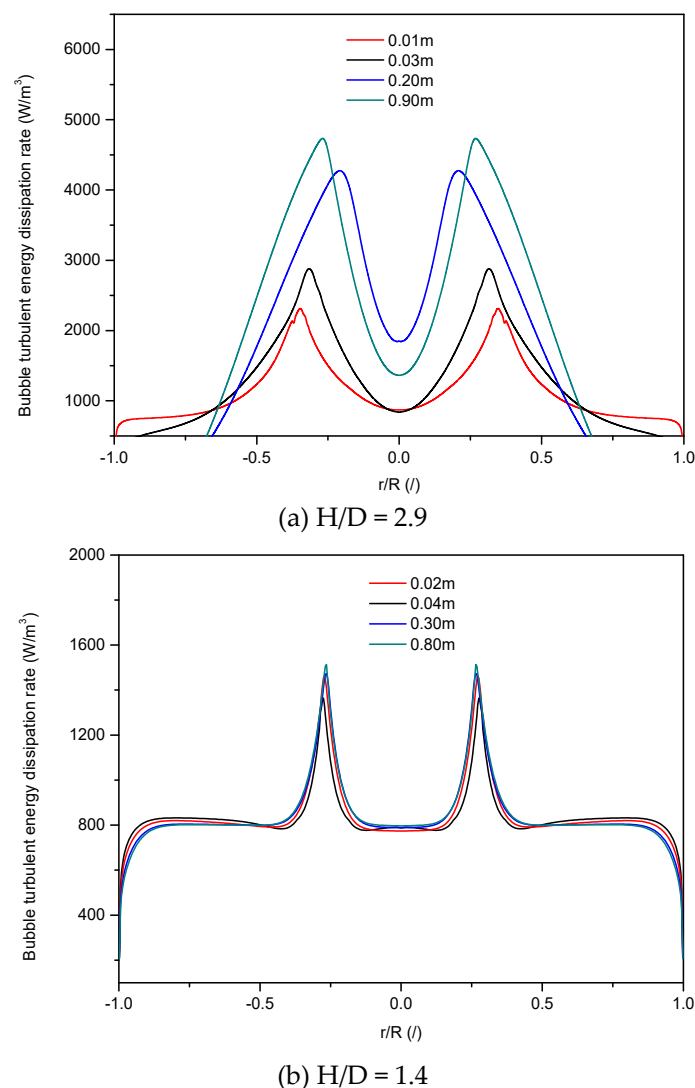 Bubble turbulent energy dissipation rate (W/m³)
6000
5000
4000
3000
2000
1000
0.01m
0.03m
0.20m
0.90m
-1.0 -0.5 0.0 0.5 1.0
r/R (/)
(a) H/D = 2.9
Bubble turbulent energy dissipation rate (W/m³)
2000
1600
1200
800
400
0.02m
0.04m
0.30m
0.80m
-1.0 -0.5 0.0 0.5 1.0
r/R (/)
(b) H/D = 1.4